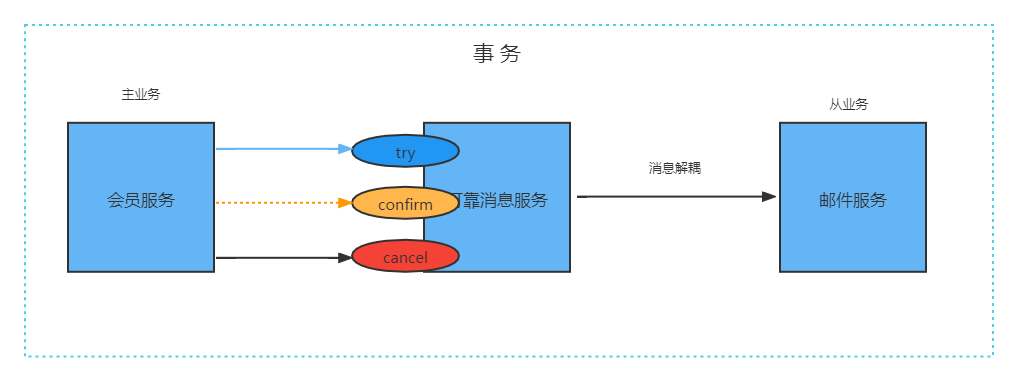 事 务
主业务
从业务
会员服务
try
confirm
cancel
可靠消息服务
消息解耦
邮件服务